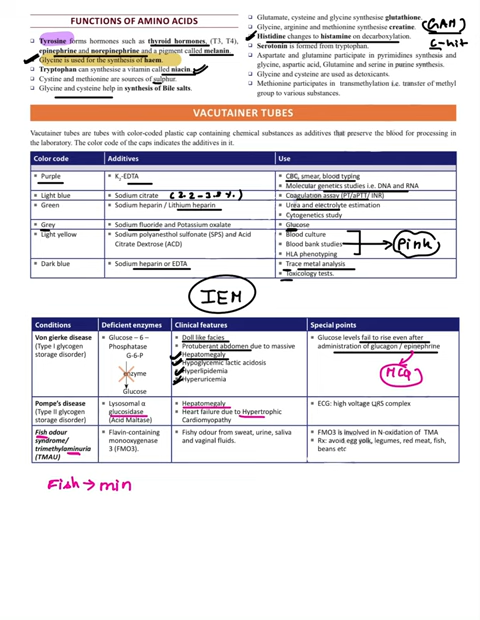 FUNCTIONS OF AMINO ACIDS
❑ Tyrosine forms hormones such as thyroid hormones, (T3, T4),
epinephrine and norepinephrine and a pigment called melanin.
❑ Glycine is used for the synthesis of haem.
❑ Tryptophan can synthesise a vitamin called niacin.
❑ Cystine and methionine are sources of sulphur.
❑ Glycine and cysteine help in synthesis of Bile salts.
❑ Glutamate, cysteine and glycine synthesise glutathione.
❑ Glycine, arginine and methionine synthesise creatine. (GAM)
❑ Histidine changes to histamine on decarboxylation.
C-hit
❑ Serotonin is formed from tryptophan.
❑ Aspartate and glutamine participate in pyrimidines synthesis and
glycine, aspartic acid, Glutamine and serine in purine synthesis.
❑ Glycine and cysteine are used as detoxicants.
❑ Methionine participates in transmethylation i.e. transfer of methyl
group to various substances.
VACUTAINER TUBES
Vacutainer tubes are tubes with color-coded plastic cap containing chemical substances as additives that preserve the blood for processing in
the laboratory. The color code of the caps indicates the additives in it.
Color code Additives Use
• Purple • K₂-EDTA • CBC, smear, blood typing
• Molecular genetics studies i.e. DNA and RNA
• Light blue • Sodium citrate (2.2-3.8%) • Coagulation assay (PT/aPTT/ INR)
• Green • Sodium heparin / Lithium heparin • Urea and electrolyte estimation
• Cytogenetics study
• Grey • Sodium fluoride and Potassium oxalate • Glucose
• Light yellow • Sodium polyanesthol sulfonate (SPS) and Acid • Blood culture
Citrate Dextrose (ACD) • Blood bank studies Pink
• HLA phenotyping
• Dark blue • Sodium heparin or EDTA • Trace metal analysis
• Toxicology tests.
IEM
Conditions Deficient enzymes Clinical features Special points
Von gierke disease • Glucose – 6 – • Doll like facies • Glucose levels fail to rise even after
(Type I glycogen Phosphatase • Protuberant abdomen due to massive administration of glucagon / epinephrine
storage disorder) G-6-P • Hepatomegaly
• Hypoglycemic lactic acidosis
enzyme • Hyperlipidemia MCQ
• Hyperuricemia
Glucose
Pompe's disease • Lysosomal α • Hepatomegaly • ECG: high voltage QRS complex
(Type II glycogen glucosidase • Heart failure due to Hypertrophic
storage disorder) (Acid Maltase) Cardiomyopathy
Fish odour • Flavin-containing • Fishy odour from sweat, urine, saliva • FMO3 is involved in N-oxidation of TMA
syndrome/ monooxygenase and vaginal fluids. • Rx: avoid egg yolk, legumes, red meat, fish,
trimethylaminuria 3 (FMO3). beans etc
(TMAU)
Fish → min